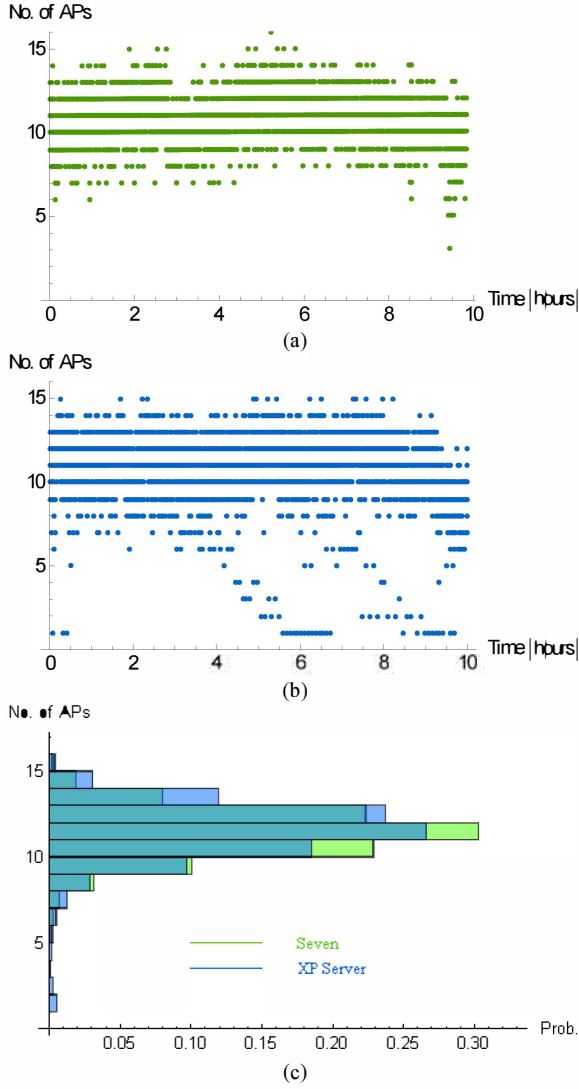 No. of APs
15
10
5
0 2 4 6 8 10 Time |hours|
(a)
No. of APs
15
10
5
0 2 4 6 8 10 Time |hours|
(b)
No. of APs
15
10
5
Seven
XP Server
0.05 0.10 0.15 0.20 0.25 0.30 Prob.
(c)